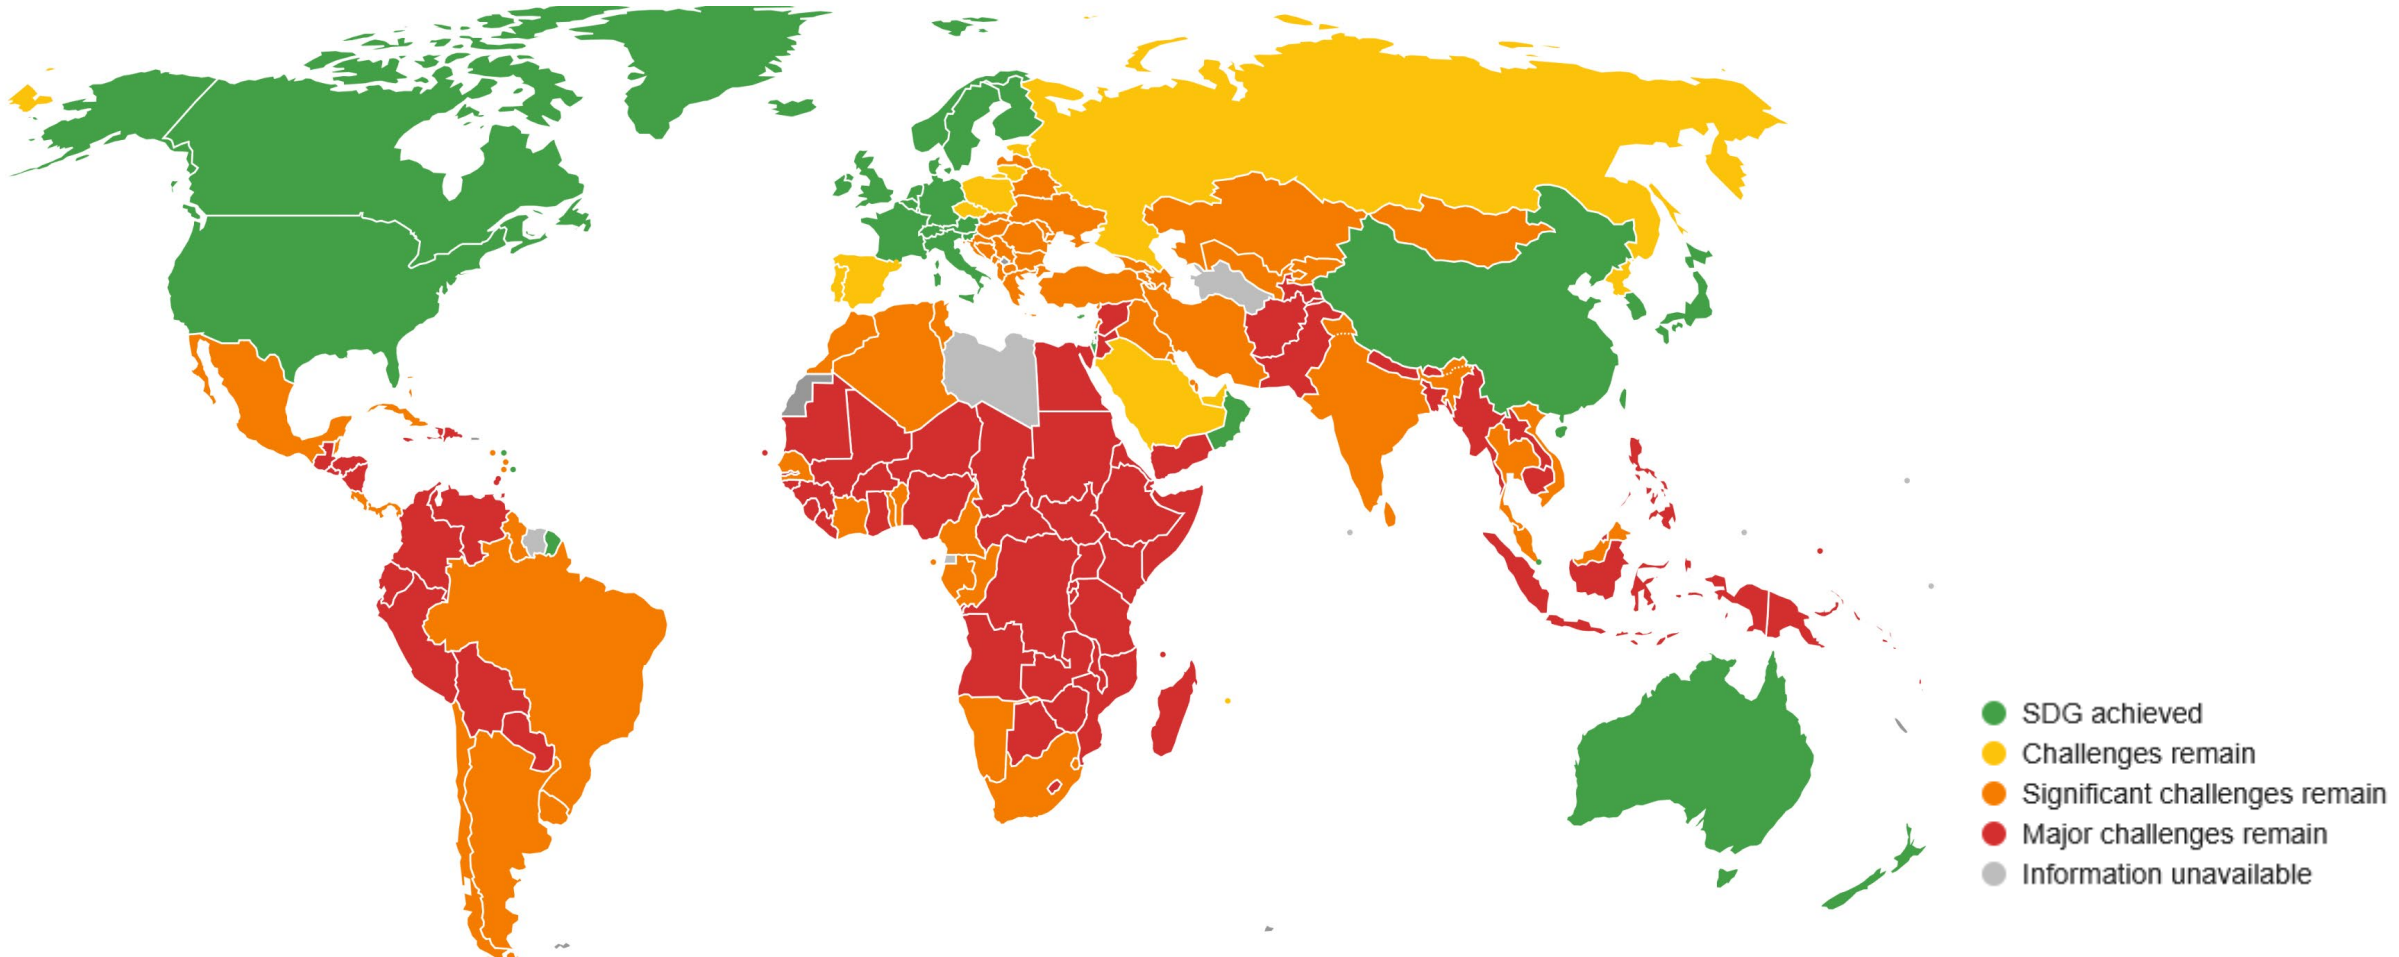 SDG achieved
Challenges remain
Significant challenges remain
Major challenges remain
Information unavailable